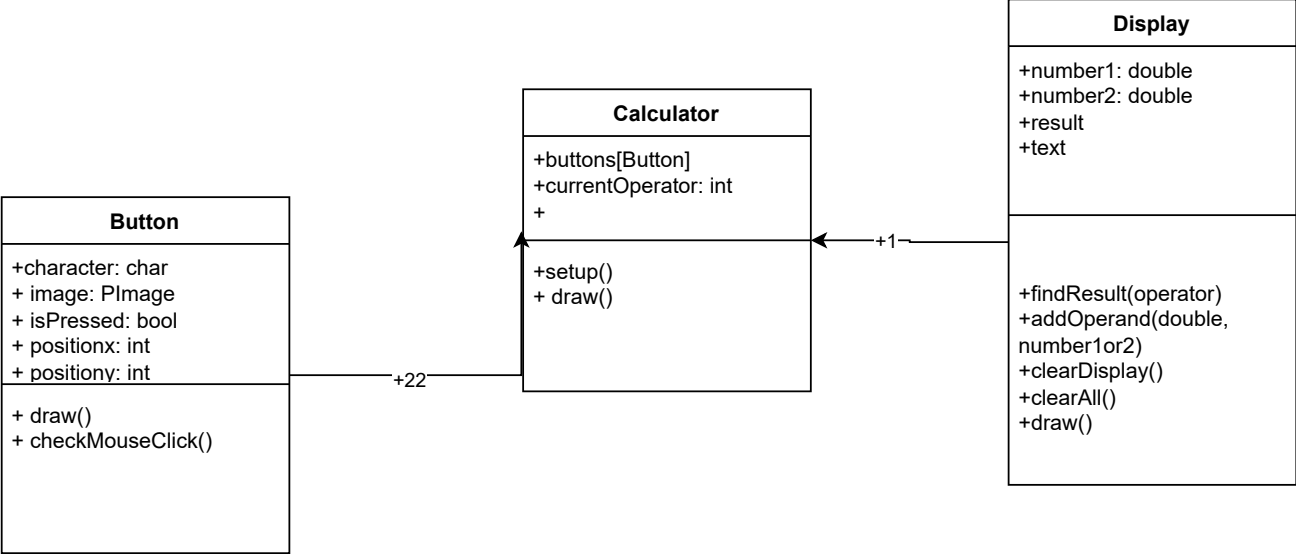 Button
+character: char
+ image: PImage
+ isPressed: bool
+ positionx: int
+ positiony: int
+ draw()
+ checkMouseClick()
+22
Calculator
+buttons[Button]
+currentOperator: int
+
+setup()
+ draw()
+1
Display
+number1: double
+number2: double
+result
+text
+findResult(operator)
+addOperand(double,
number1or2)
+clearDisplay()
+clearAll()
+draw()